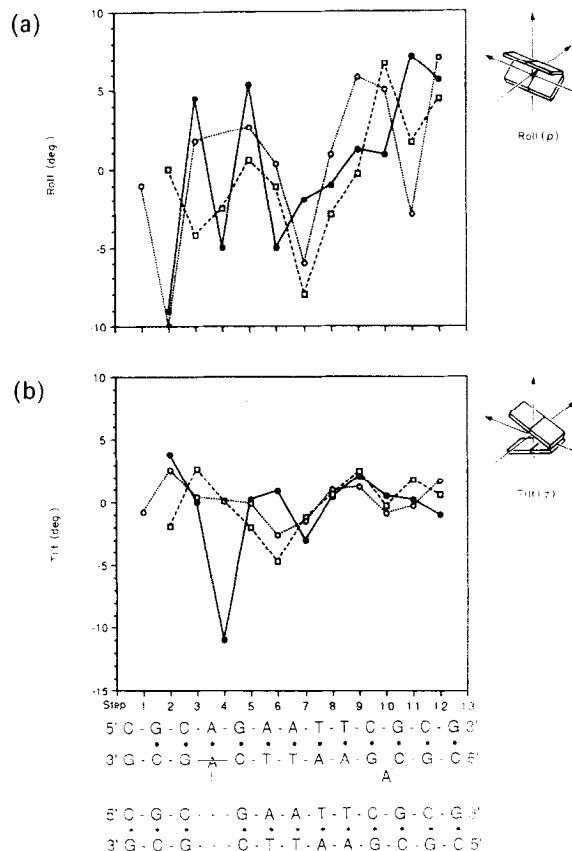 (a)
10
5
0
-5
-10
Roll (deg.)
Roll (ρ)
(b)
10
5
0
-5
-10
-15
Tilt (deg.)
Tilt (τ)
Step 1 2 3 4 5 6 7 8 9 10 11 12 13
5' C - G - C - A - G - A - A - T - T - C - G - C - G 3'
3' G - C - G - A - C - T - T - A - A - G - C - G - C 5'
A
5' C - G - C - - - G - A - A - T - T - C - G - C - G 3'
3' G - C - G - - - C - T - T - A - A - G - C - G - C 5'